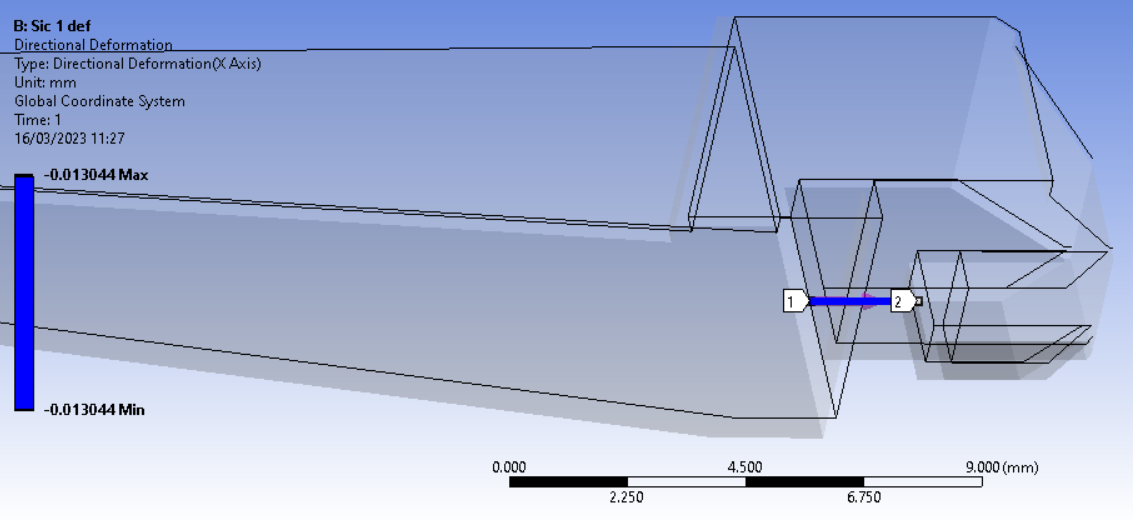 B: Sic 1 def
Directional Deformation
Type: Directional Deformation(X Axis)
Unit: mm
Global Coordinate System
Time: 1
16/03/2023 11:27
-0.013044 Max
1
2
-0.013044 Min
0.000 4.500 9.000 (mm)
2.250 6.750